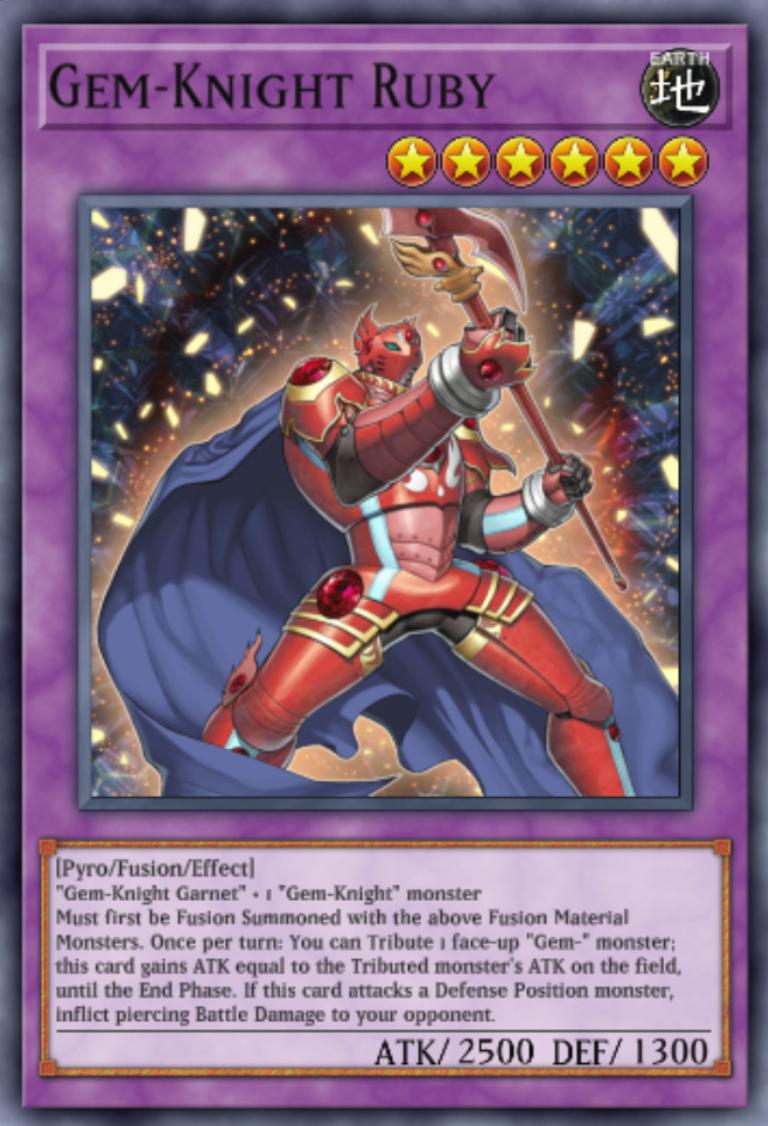 Gem-Knight Ruby
EARTH
地
[Pyro/Fusion/Effect]
"Gem-Knight Garnet" + 1 "Gem-Knight" monster
Must first be Fusion Summoned with the above Fusion Material
Monsters. Once per turn: You can Tribute 1 face-up "Gem-" monster;
this card gains ATK equal to the Tributed monster's ATK on the field,
until the End Phase. If this card attacks a Defense Position monster,
inflict piercing Battle Damage to your opponent.
ATK/ 2500 DEF/ 1300